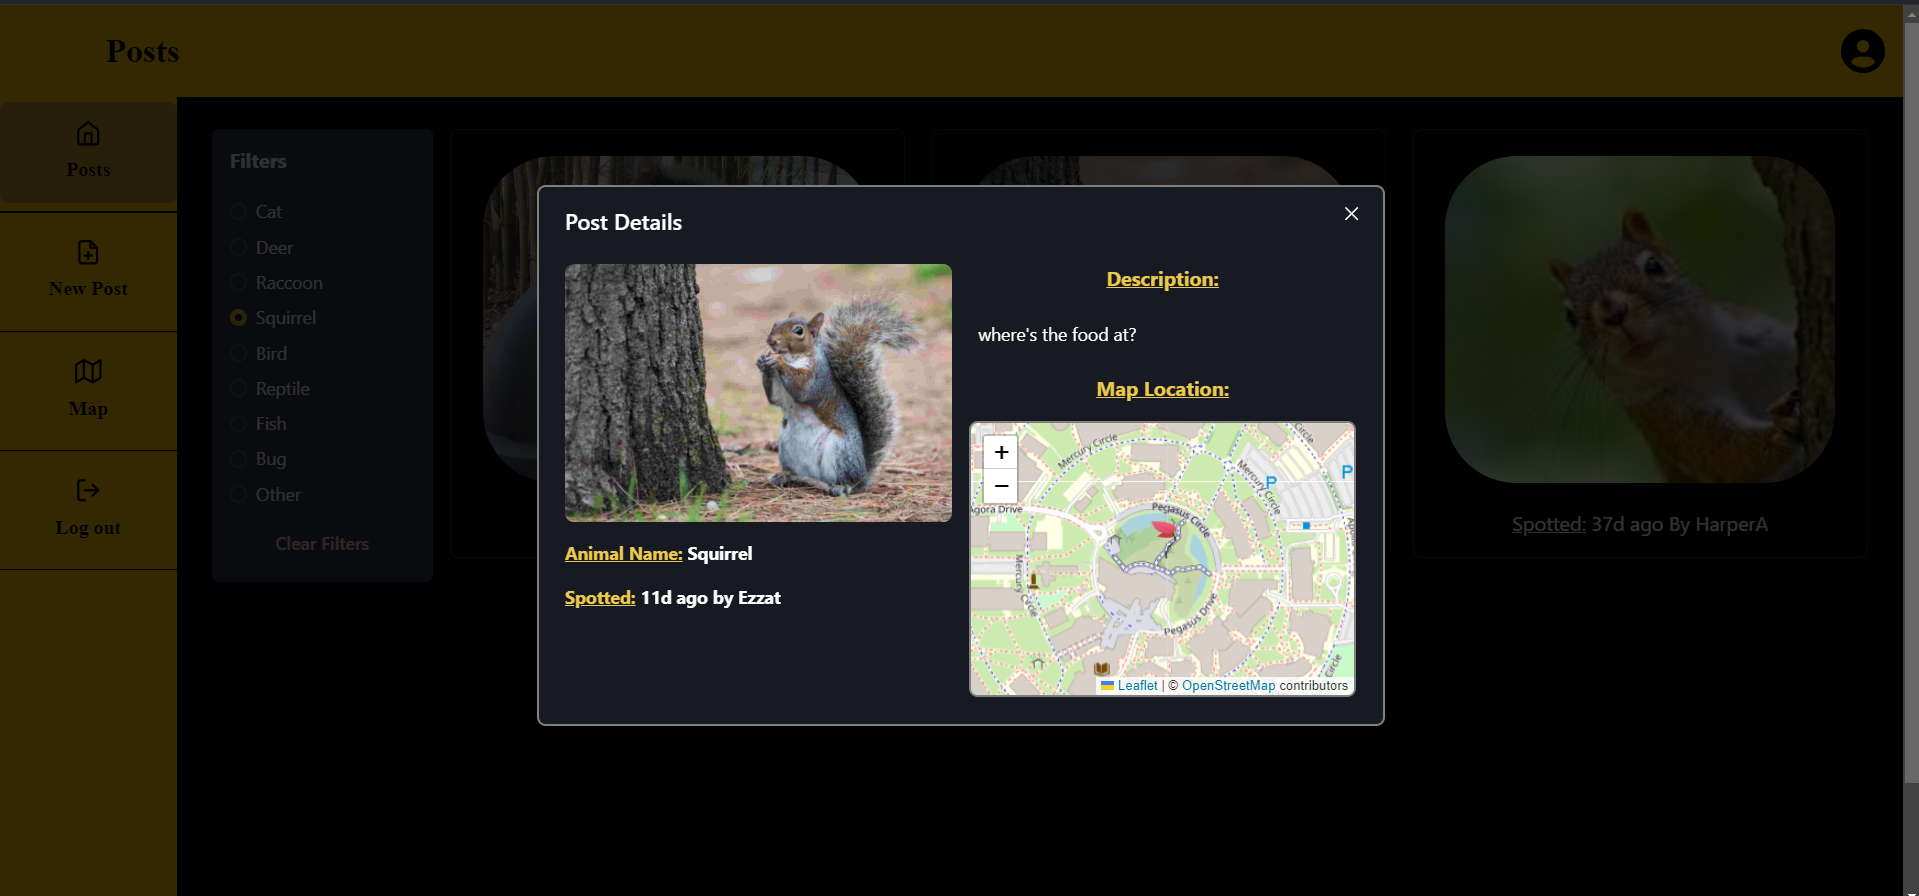 Posts
Posts
New Post
Map
Log out
Filters
Cat
Deer
Raccoon
Squirrel
Bird
Reptile
Fish
Bug
Other
Clear Filters
Post Details
Animal Name: Squirrel
Spotted: 11d ago by Ezzat
Description:
where's the food at?
Map Location:
+
−
Mercury Circle
Mercury Circle
Circle
P
P
Agora Drive
Pegasus Circle
Mercury Circle
Pegasus Drive
Circle
Leaflet | © OpenStreetMap contributors
Spotted: 37d ago By HarperA